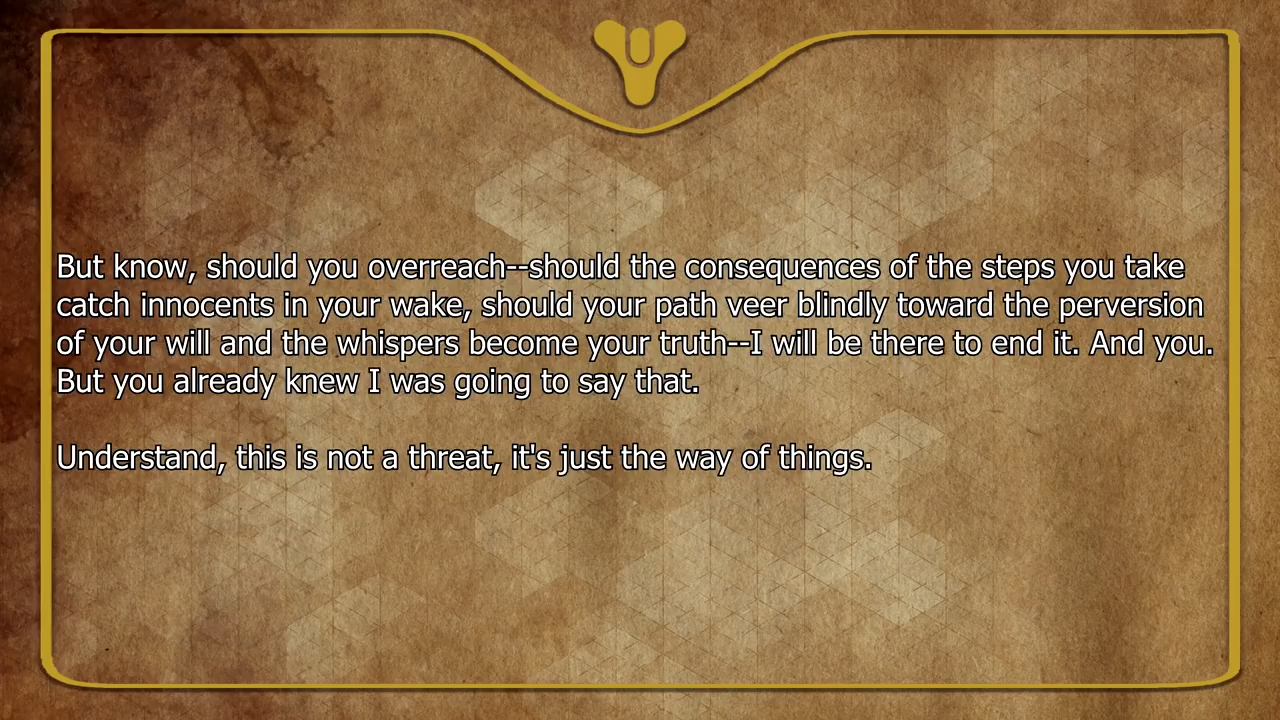 But know, should you overreach--should the consequences of the steps you take
catch innocents in your wake, should your path veer blindly toward the perversion
of your will and the whispers become your truth--I will be there to end it. And you.
But you already knew I was going to say that.
Understand, this is not a threat, it's just the way of things.